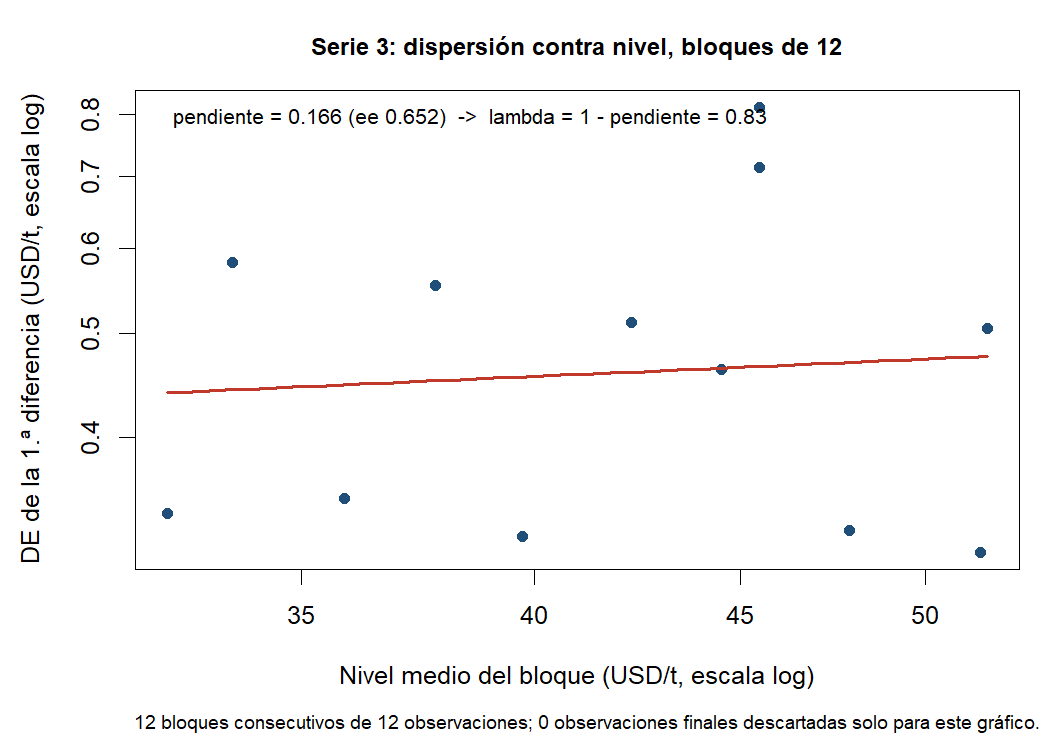 Serie 3: dispersión contra nivel, bloques de 12
pendiente = 0.166 (ee 0.652)  ->  lambda = 1 - pendiente = 0.83
DE de la 1.ª diferencia (USD/t, escala log)
0.8
0.7
0.6
0.5
0.4
35 40 45 50
Nivel medio del bloque (USD/t, escala log)
12 bloques consecutivos de 12 observaciones; 0 observaciones finales descartadas solo para este gráfico.